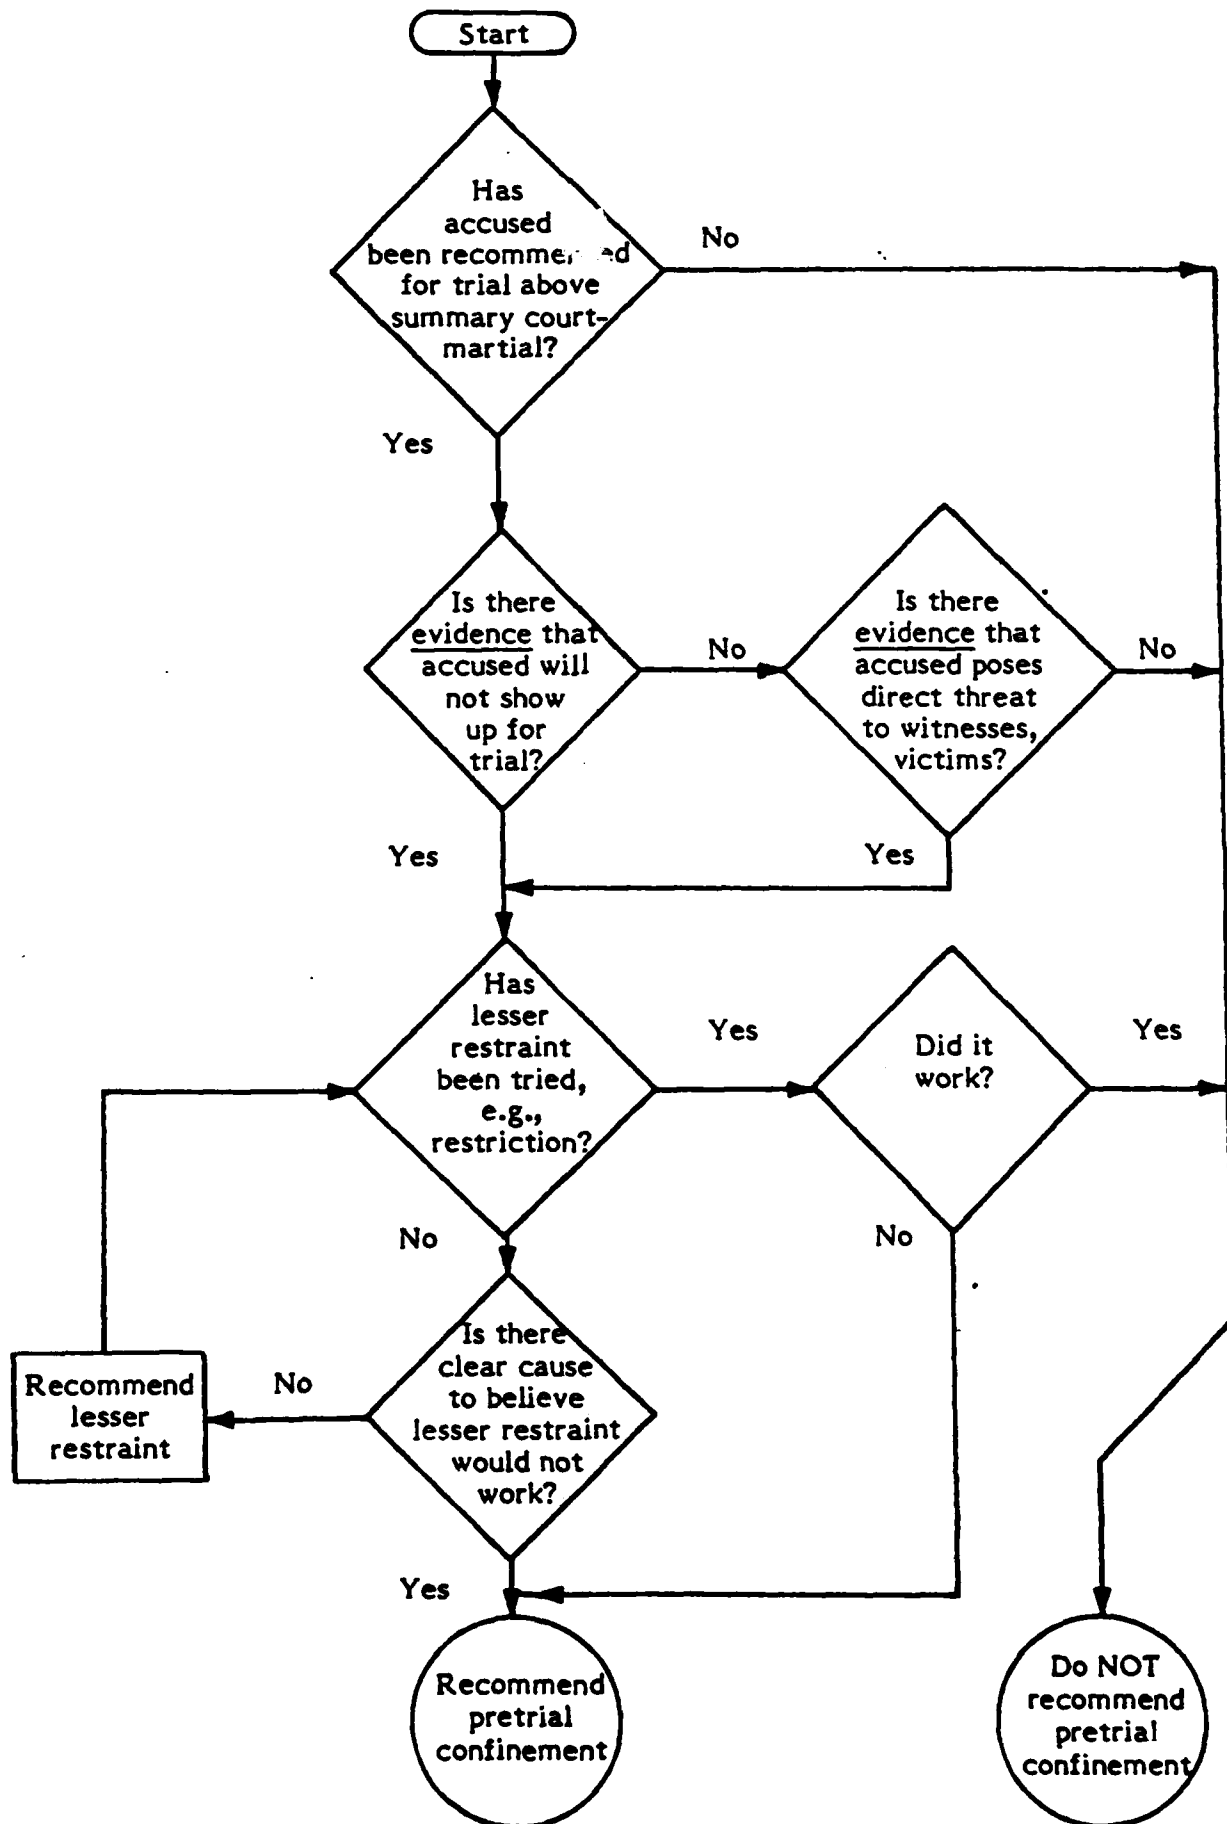 Start
Has
accused
been recommended
for trial above
summary court-
martial?
No
Yes
Is there
evidence that
accused will
not show
up for
trial?
No
Is there
evidence that
accused poses
direct threat
to witnesses,
victims?
No
Yes
Yes
Has
lesser
restraint
been tried,
e.g.,
restriction?
Yes
Did it
work?
Yes
No
No
Is there
clear cause
to believe
lesser restraint
would not
work?
No
Recommend
lesser
restraint
Yes
Recommend
pretrial
confinement
Do NOT
recommend
pretrial
confinement